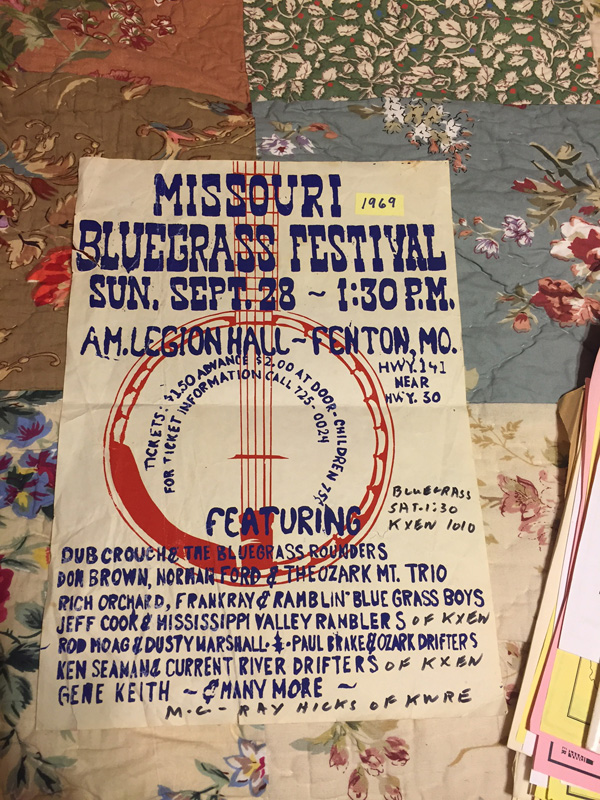 MISSOURI
1969
BLUEGRASS FESTIVAL
SUN. SEPT. 28 ~ 1:30 P.M.
AM. LEGION HALL ~ FENTON, MO.
HWY. 141
NEAR
HWY. 30
TICKETS: $1.50 ADVANCE $2.00 AT DOOR - CHILDREN 75¢
FOR TICKET INFORMATION CALL 725-0024
BLUEGRASS
SAT. 1:30
KXEN 1010
FEATURING
DUB CROUCH & THE BLUEGRASS ROUNDERS
DON BROWN, NORMAN FORD & THE OZARK MT. TRIO
RICH ORCHARD, FRANK RAY & RAMBLIN' BLUE GRASS BOYS
JEFF COOK & MISSISSIPPI VALLEY RAMBLERS OF KXEN
ROD MOAG & DUSTY MARSHALL · PAUL BRAKE & OZARK DRIFTERS
KEN SEAMAN & CURRENT RIVER DRIFTERS OF KXEN
GENE KEITH ~ & MANY MORE ~
M.C. - RAY HICKS OF KWRE